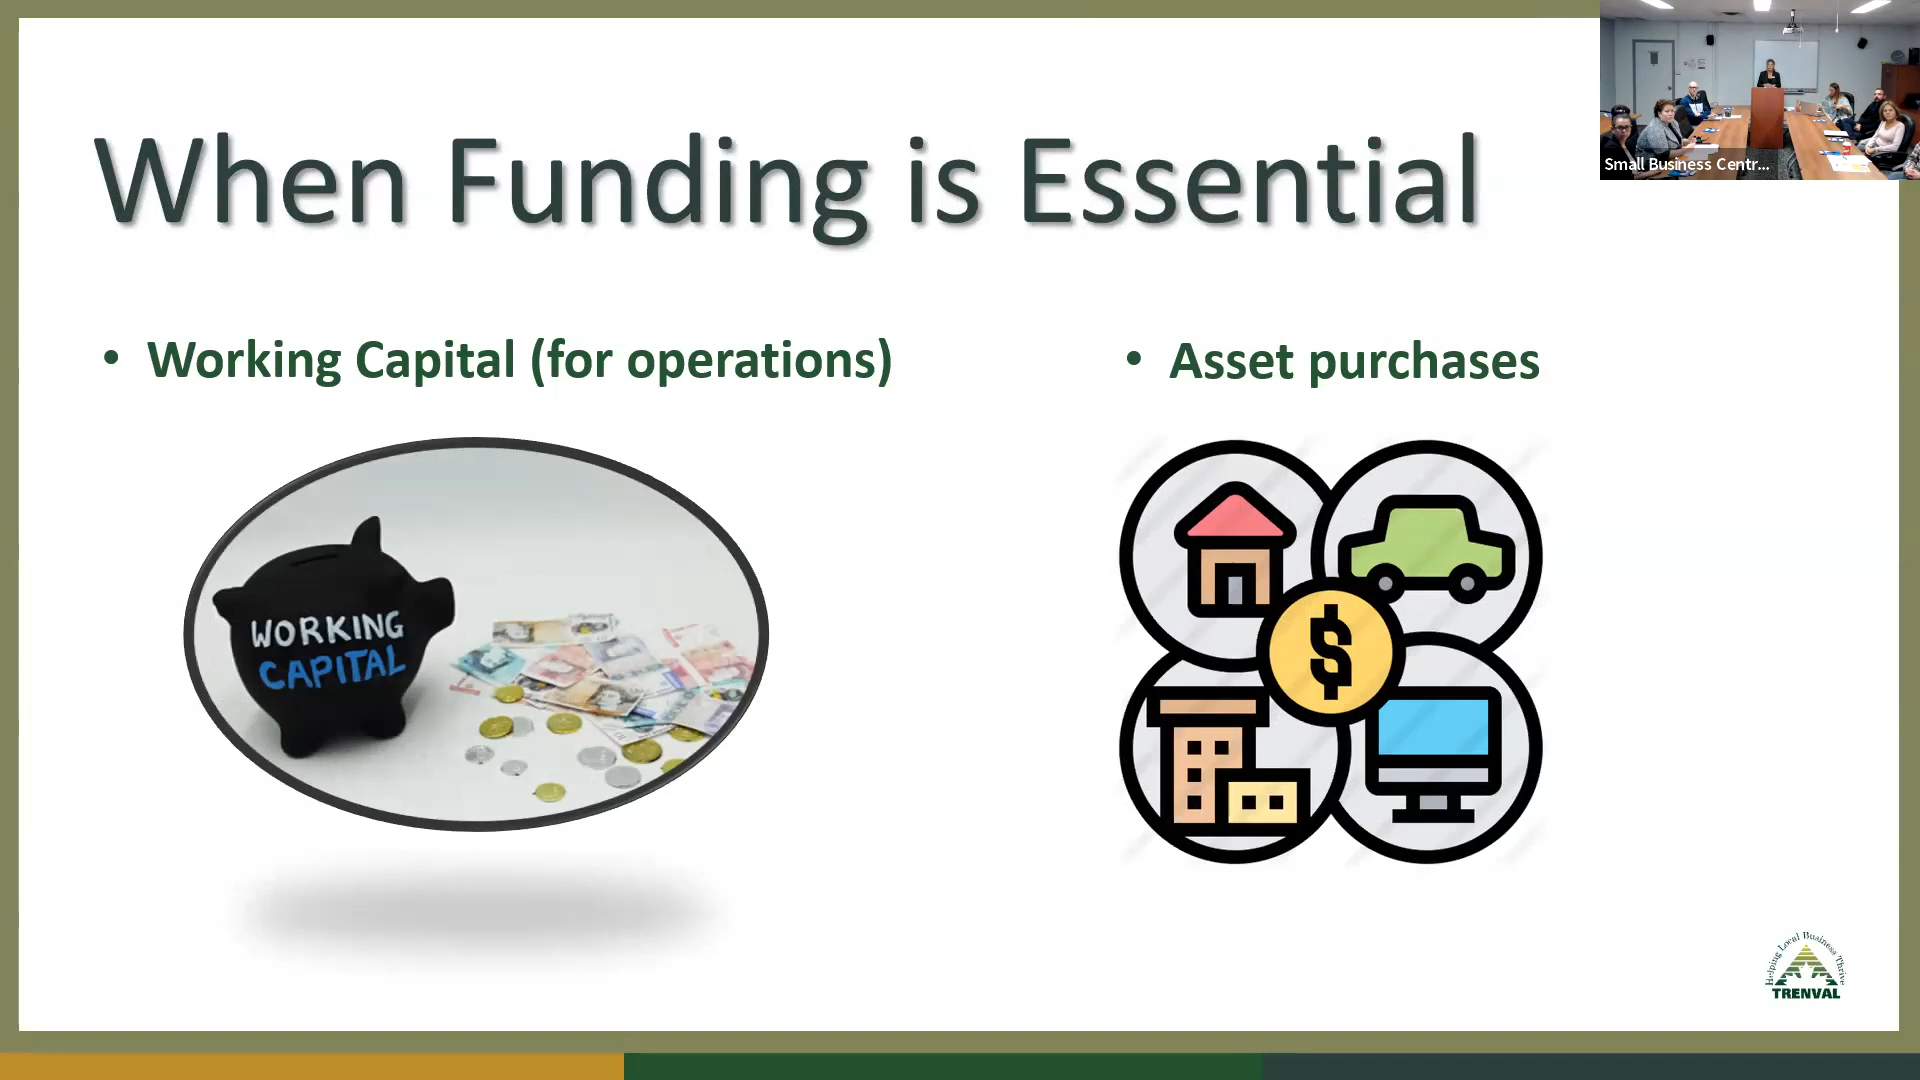 When Funding is Essential
Small Business Centr...
• Working Capital (for operations)
• Asset purchases
WORKING
CAPITAL
$
Helping Local Business Thrive
TRENVAL